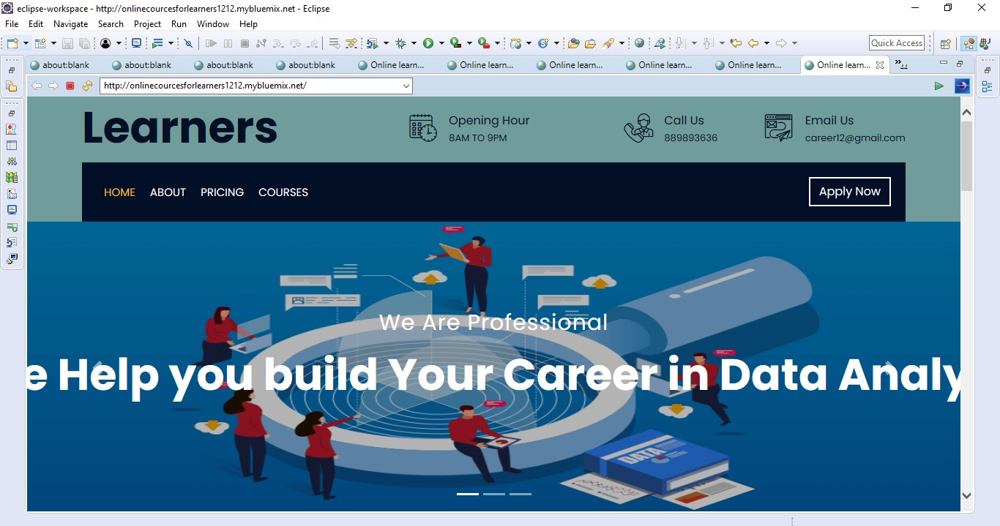 eclipse-workspace - http://onlinecourcesforlearners1212.mybluemix.net - Eclipse
File Edit Navigate Search Project Run Window Help
Quick Access
about:blank about:blank about:blank about:blank Online learn... Online learn... Online learn... Online learn... Online learn... Online learn... »44
http://onlinecourcesforlearners1212.mybluemix.net/
Learners
Opening Hour
8AM TO 9PM
Call Us
889893636
Email Us
career12@gmail.com
HOME ABOUT PRICING COURSES Apply Now
We Are Professional
e Help you build Your Career in Data Analy
DATA